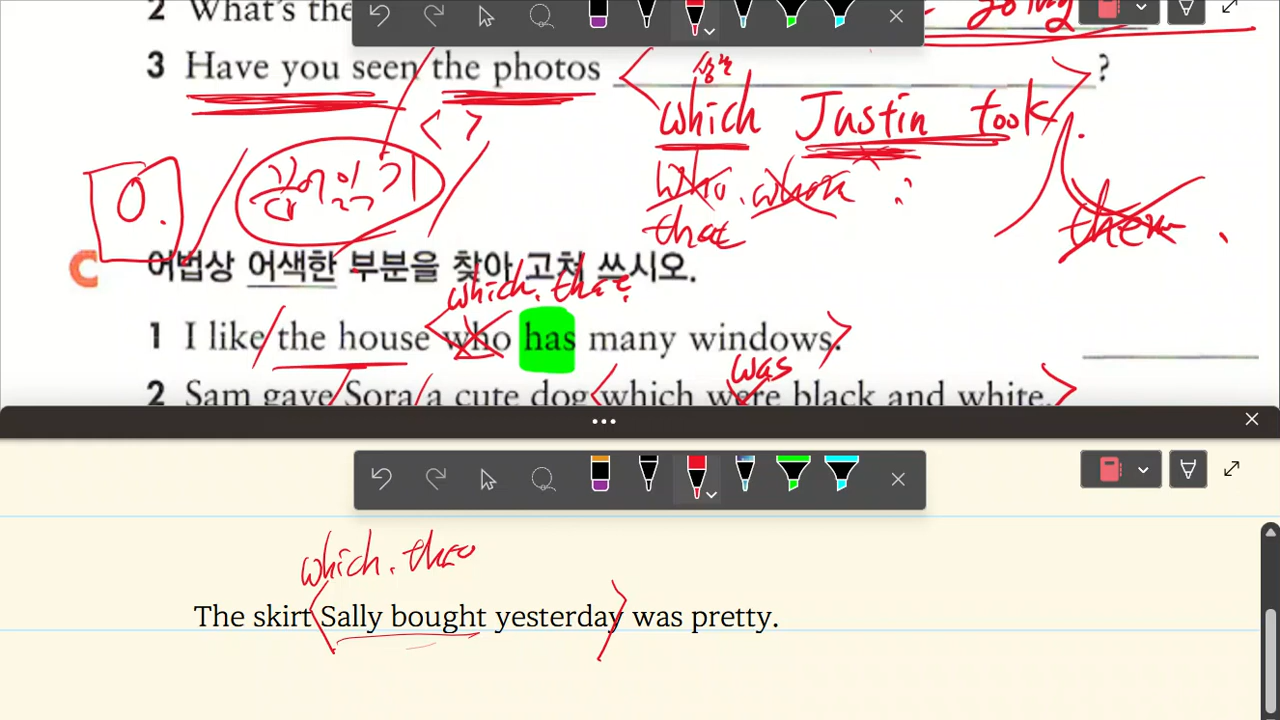 2 What's the going
3 Have you seen the photos ?
생략
which Justin took.
< >
O. 끊어읽기
who. whom
that them.
C 어법상 어색한 부분을 찾아 고쳐 쓰시오.
which. that
1 I like the house who has many windows.
was
2 Sam gave Sora a cute dog which were black and white.
which. that
The skirt Sally bought yesterday was pretty.